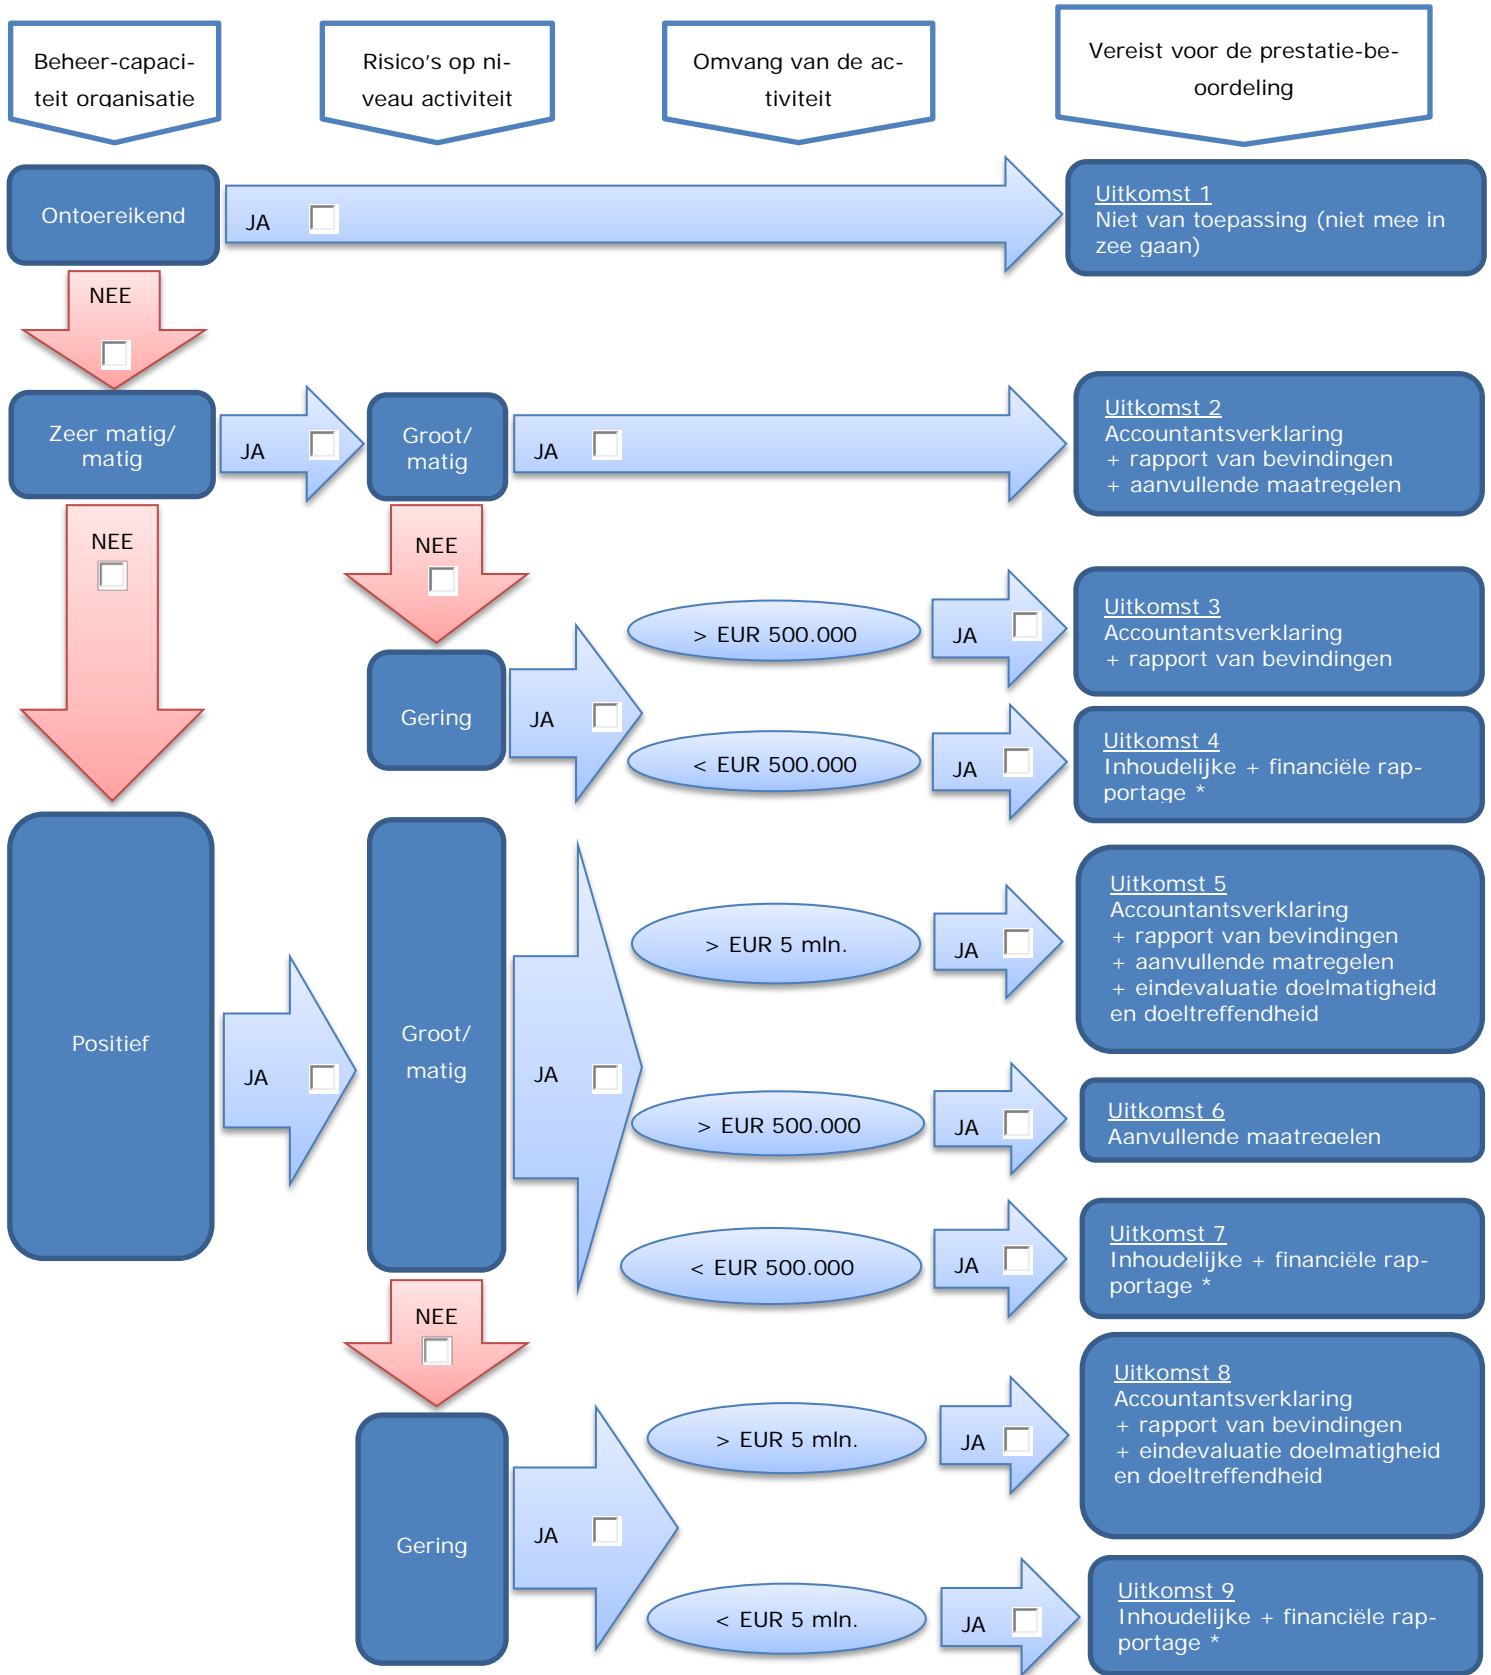 Beheer-capaci-
teit organisatie
Risico's op ni-
veau activiteit
Omvang van de ac-
tiviteit
Vereist voor de prestatie-be-
oordeling
Ontoereikend
JA
Uitkomst 1
Niet van toepassing (niet mee in
zee gaan)
NEE
Zeer matig/
matig
JA
Groot/
matig
JA
Uitkomst 2
Accountantsverklaring
+ rapport van bevindingen
+ aanvullende maatregelen
NEE
NEE
> EUR 500.000
JA
Uitkomst 3
Accountantsverklaring
+ rapport van bevindingen
Gering
JA
< EUR 500.000
JA
Uitkomst 4
Inhoudelijke + financiële rap-
portage *
Positief
JA
Groot/
matig
JA
> EUR 5 mln.
JA
Uitkomst 5
Accountantsverklaring
+ rapport van bevindingen
+ aanvullende matregelen
+ eindevaluatie doelmatigheid
en doeltreffendheid
> EUR 500.000
JA
Uitkomst 6
Aanvullende maatregelen
< EUR 500.000
JA
Uitkomst 7
Inhoudelijke + financiële rap-
portage *
NEE
Gering
JA
> EUR 5 mln.
JA
Uitkomst 8
Accountantsverklaring
+ rapport van bevindingen
+ eindevaluatie doelmatigheid
en doeltreffendheid
< EUR 5 mln.
JA
Uitkomst 9
Inhoudelijke + financiële rap-
portage *